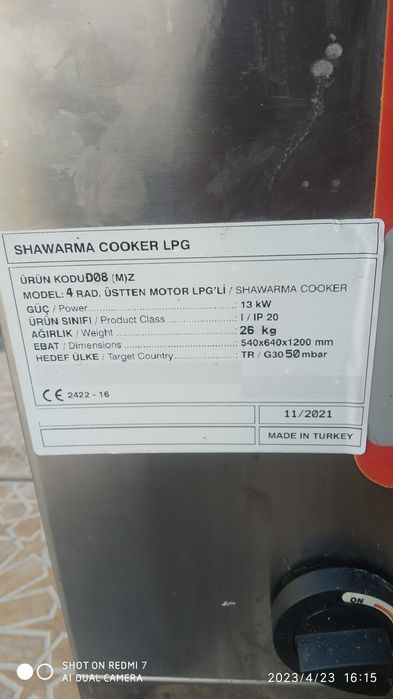 SHAWARMA COOKER LPG
ÜRÜN KODU D08 (M)Z
MODEL: 4 RAD. ÜSTTEN MOTOR LPG'Lİ / SHAWARMA COOKER
GÜÇ / Power : 13 kW
ÜRÜN SINIFI / Product Class : I / IP 20
AĞIRLIK / Weight : 26 kg
EBAT / Dimensions : 540x640x1200 mm
HEDEF ÜLKE / Target Country : TR / G30 50 mbar
CE 2422 - 16
11/2021
MADE IN TURKEY
ON
SHOT ON REDMI 7
AI DUAL CAMERA
2023/4/23 16:15